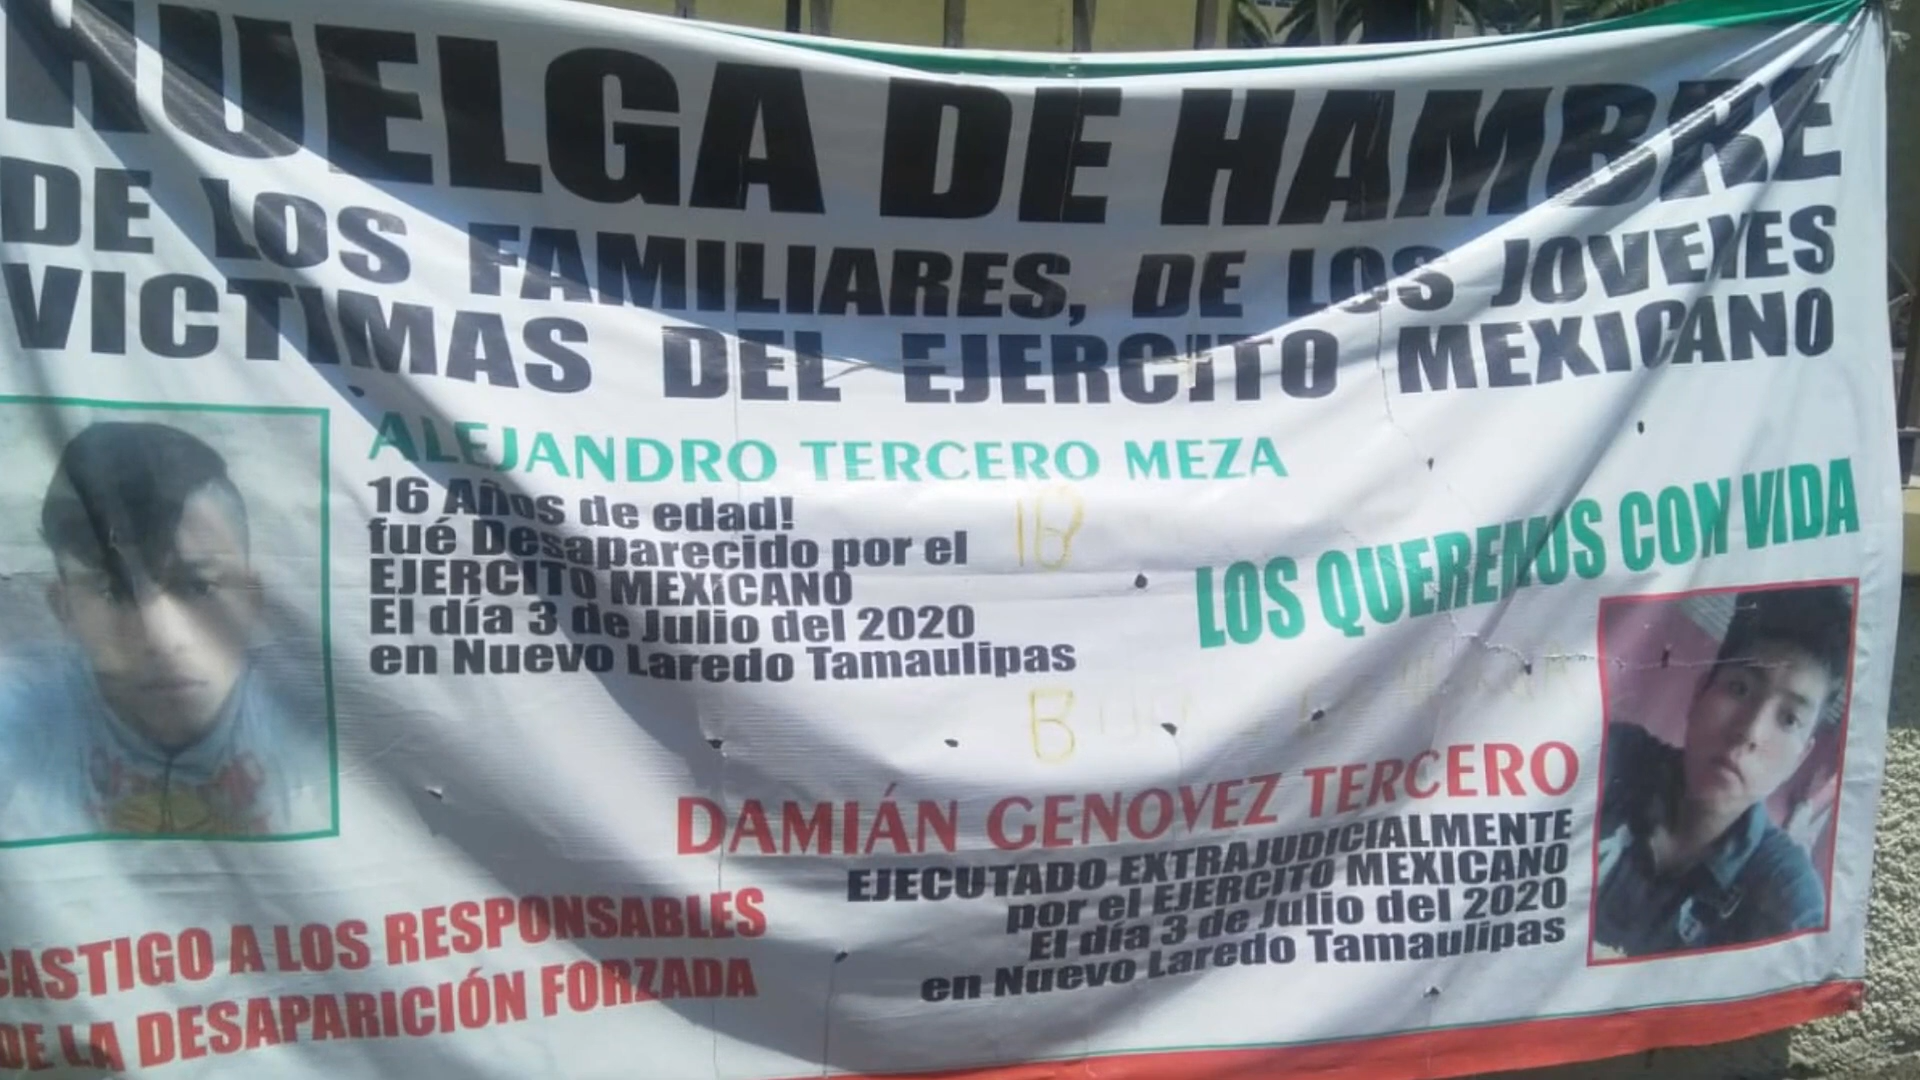 HUELGA DE HAMBRE
DE LOS FAMILIARES, DE LOS JOVENES
VICTIMAS DEL EJERCITO MEXICANO
ALEJANDRO TERCERO MEZA
16 Años de edad!
fué Desaparecido por el
EJERCITO MEXICANO
El día 3 de Julio del 2020
en Nuevo Laredo Tamaulipas
LOS QUEREMOS CON VIDA
DAMIÁN GENOVEZ TERCERO
EJECUTADO EXTRAJUDICIALMENTE
por el EJERCITO MEXICANO
El día 3 de Julio del 2020
en Nuevo Laredo Tamaulipas
CASTIGO A LOS RESPONSABLES
DE LA DESAPARICIÓN FORZADA